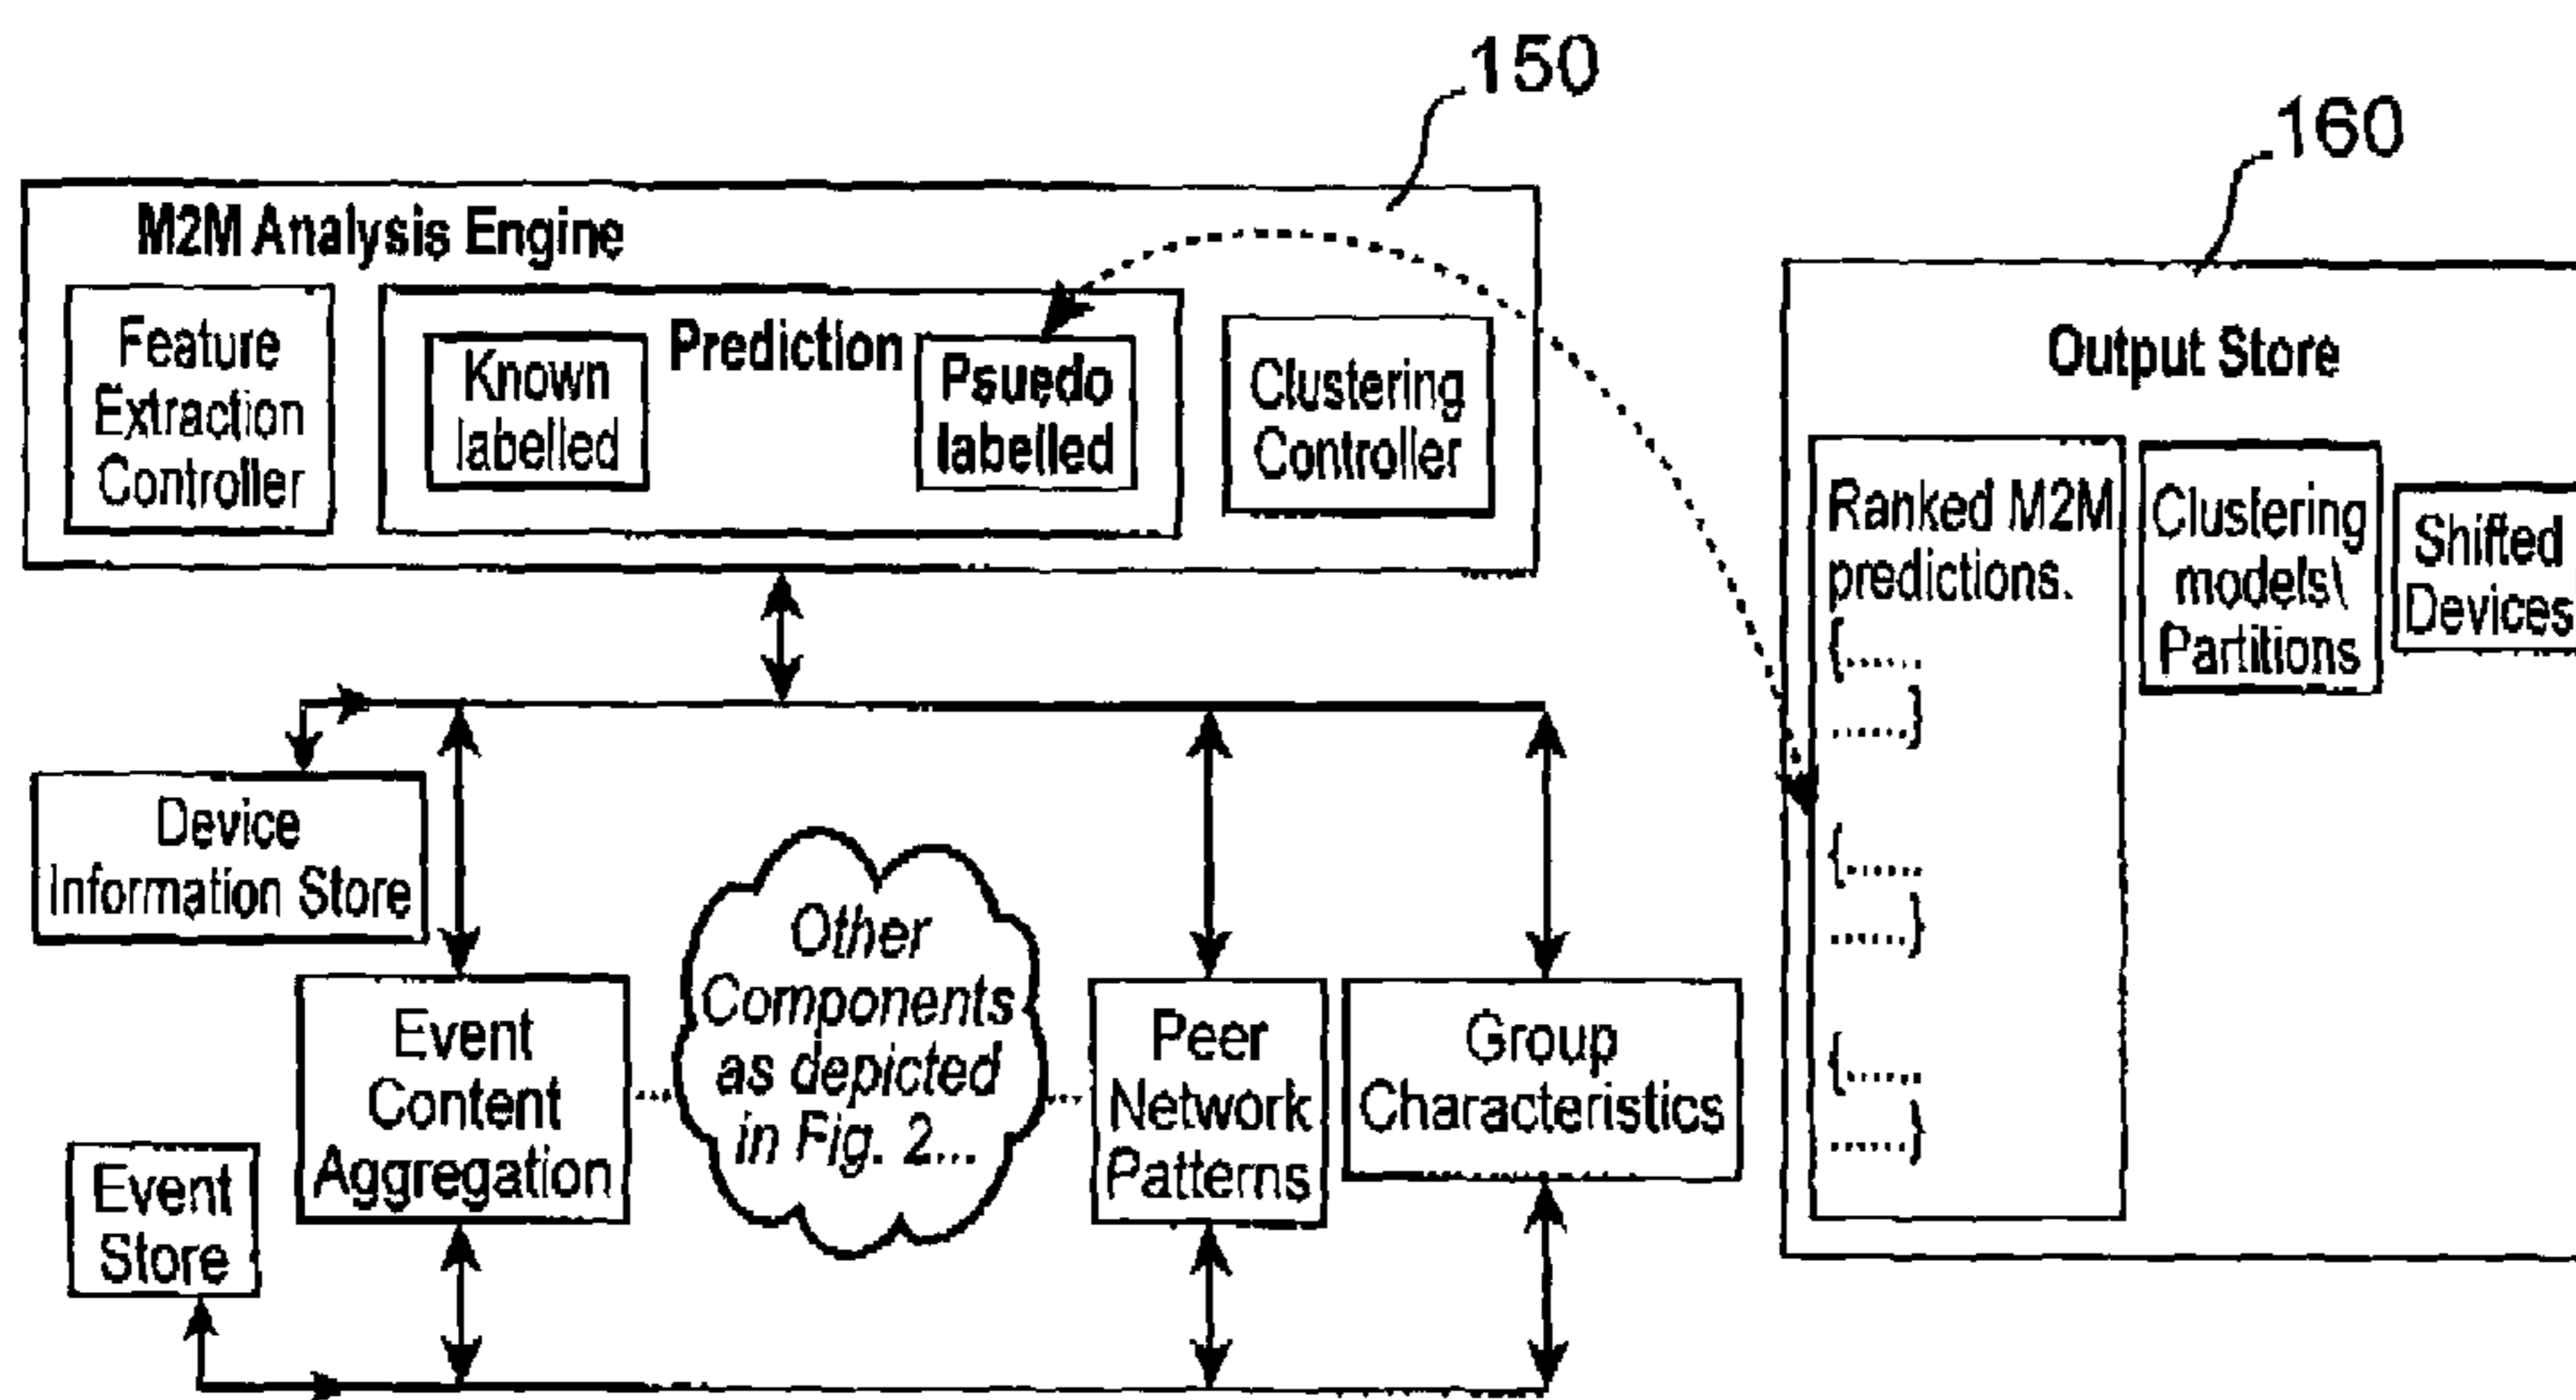 150
160
M2M Analysis Engine
Feature
Extraction
Controller
Known
labelled
Prediction
Psuedo
labelled
Clustering
Controller
Output Store
Ranked M2M
predictions.
{......
......}
{......
......}
{......
......}
Clustering
models\
Partitions
Shifted
Devices
Device
Information Store
Event
Content
Aggregation
Other
Components
as depicted
in Fig. 2...
Peer
Network
Patterns
Group
Characteristics
Event
Store